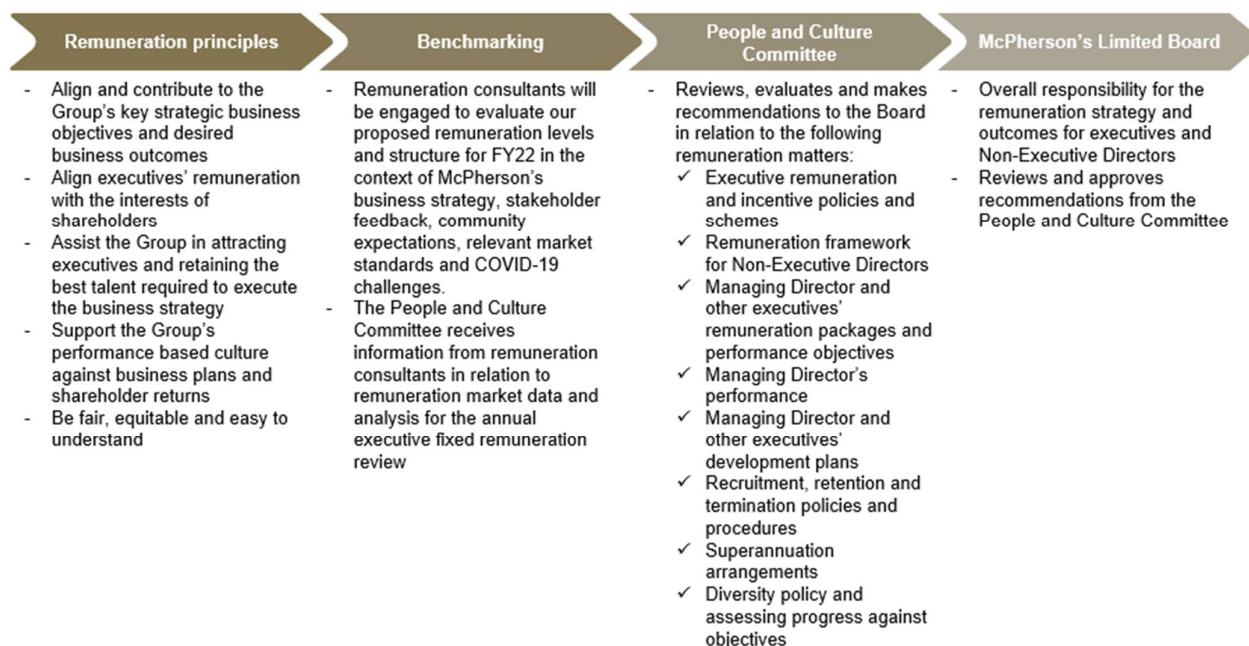 Remuneration principles
- Align and contribute to the
Group's key strategic business
objectives and desired
business outcomes
- Align executives' remuneration
with the interests of
shareholders
- Assist the Group in attracting
executives and retaining the
best talent required to execute
the business strategy
- Support the Group's
performance based culture
against business plans and
shareholder returns
- Be fair, equitable and easy to
understand
Benchmarking
- Remuneration consultants will
be engaged to evaluate our
proposed remuneration levels
and structure for FY22 in the
context of McPherson's
business strategy, stakeholder
feedback, community
expectations, relevant market
standards and COVID-19
challenges.
- The People and Culture
Committee receives
information from remuneration
consultants in relation to
remuneration market data and
analysis for the annual
executive fixed remuneration
review
People and Culture
Committee
- Reviews, evaluates and makes
recommendations to the Board
in relation to the following
remuneration matters:
✓ Executive remuneration
and incentive policies and
schemes
✓ Remuneration framework
for Non-Executive Directors
✓ Managing Director and
other executives'
remuneration packages and
performance objectives
✓ Managing Director's
performance
✓ Managing Director and
other executives'
development plans
✓ Recruitment, retention and
termination policies and
procedures
✓ Superannuation
arrangements
✓ Diversity policy and
assessing progress against
objectives
McPherson's Limited Board
- Overall responsibility for the
remuneration strategy and
outcomes for executives and
Non-Executive Directors
- Reviews and approves
recommendations from the
People and Culture Committee